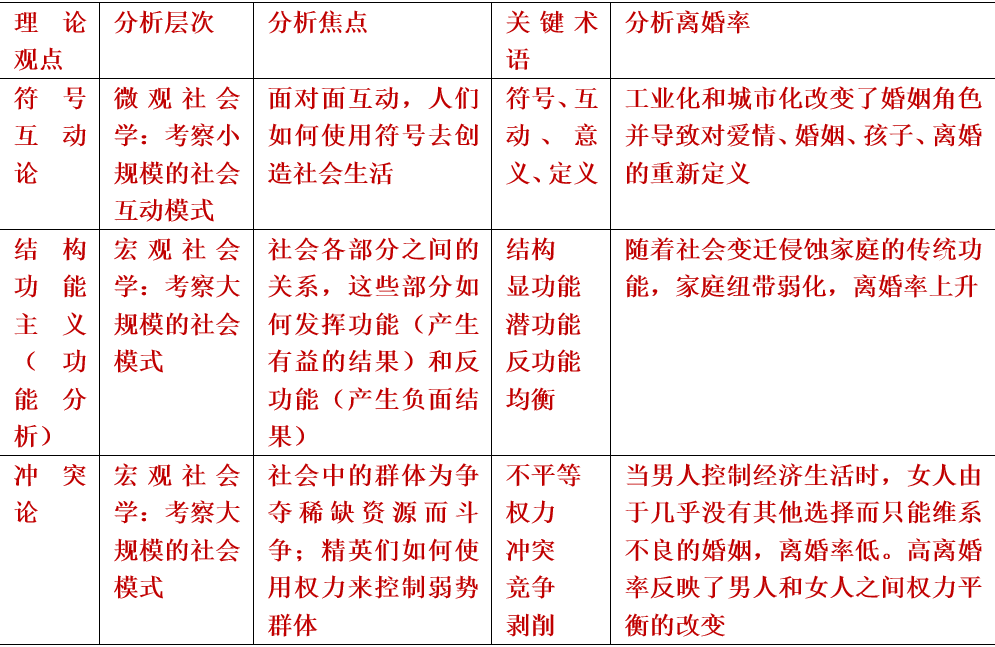 理论观点 分析层次 分析焦点 关键术语 分析离婚率
符号互动论
微观社会学：考察小规模的社会互动模式
面对面互动，人们如何使用符号去创造社会生活
符号、互动、意义、定义
工业化和城市化改变了婚姻角色并导致对爱情、婚姻、孩子、离婚的重新定义
结构功能主义（功能分析）
宏观社会学：考察大规模的社会模式
社会各部分之间的关系，这些部分如何发挥功能（产生有益的结果）和反功能（产生负面结果）
结构
显功能
潜功能
反功能
均衡
随着社会变迁侵蚀家庭的传统功能，家庭纽带弱化，离婚率上升
冲突论
宏观社会学：考察大规模的社会模式
社会中的群体为争夺稀缺资源而斗争；精英们如何使用权力来控制弱势群体
不平等
权力
冲突
竞争
剥削
当男人控制经济生活时，女人由于几乎没有其他选择而只能维系不良的婚姻，离婚率低。高离婚率反映了男人和女人之间权力平衡的改变